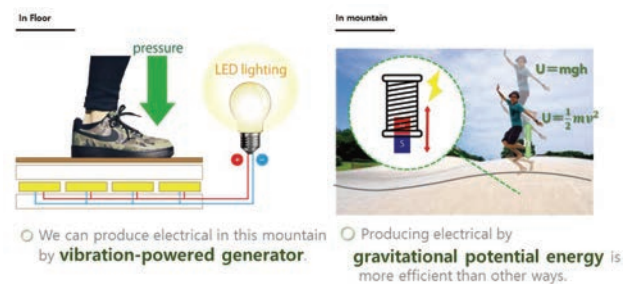 In Floor
pressure
LED lighting
+
−
We can produce electrical in this mountain
by vibration-powered generator.
In mountain
U=mgh
U=½mv²
S
Producing electrical by
gravitational potential energy is
more efficient than other ways.